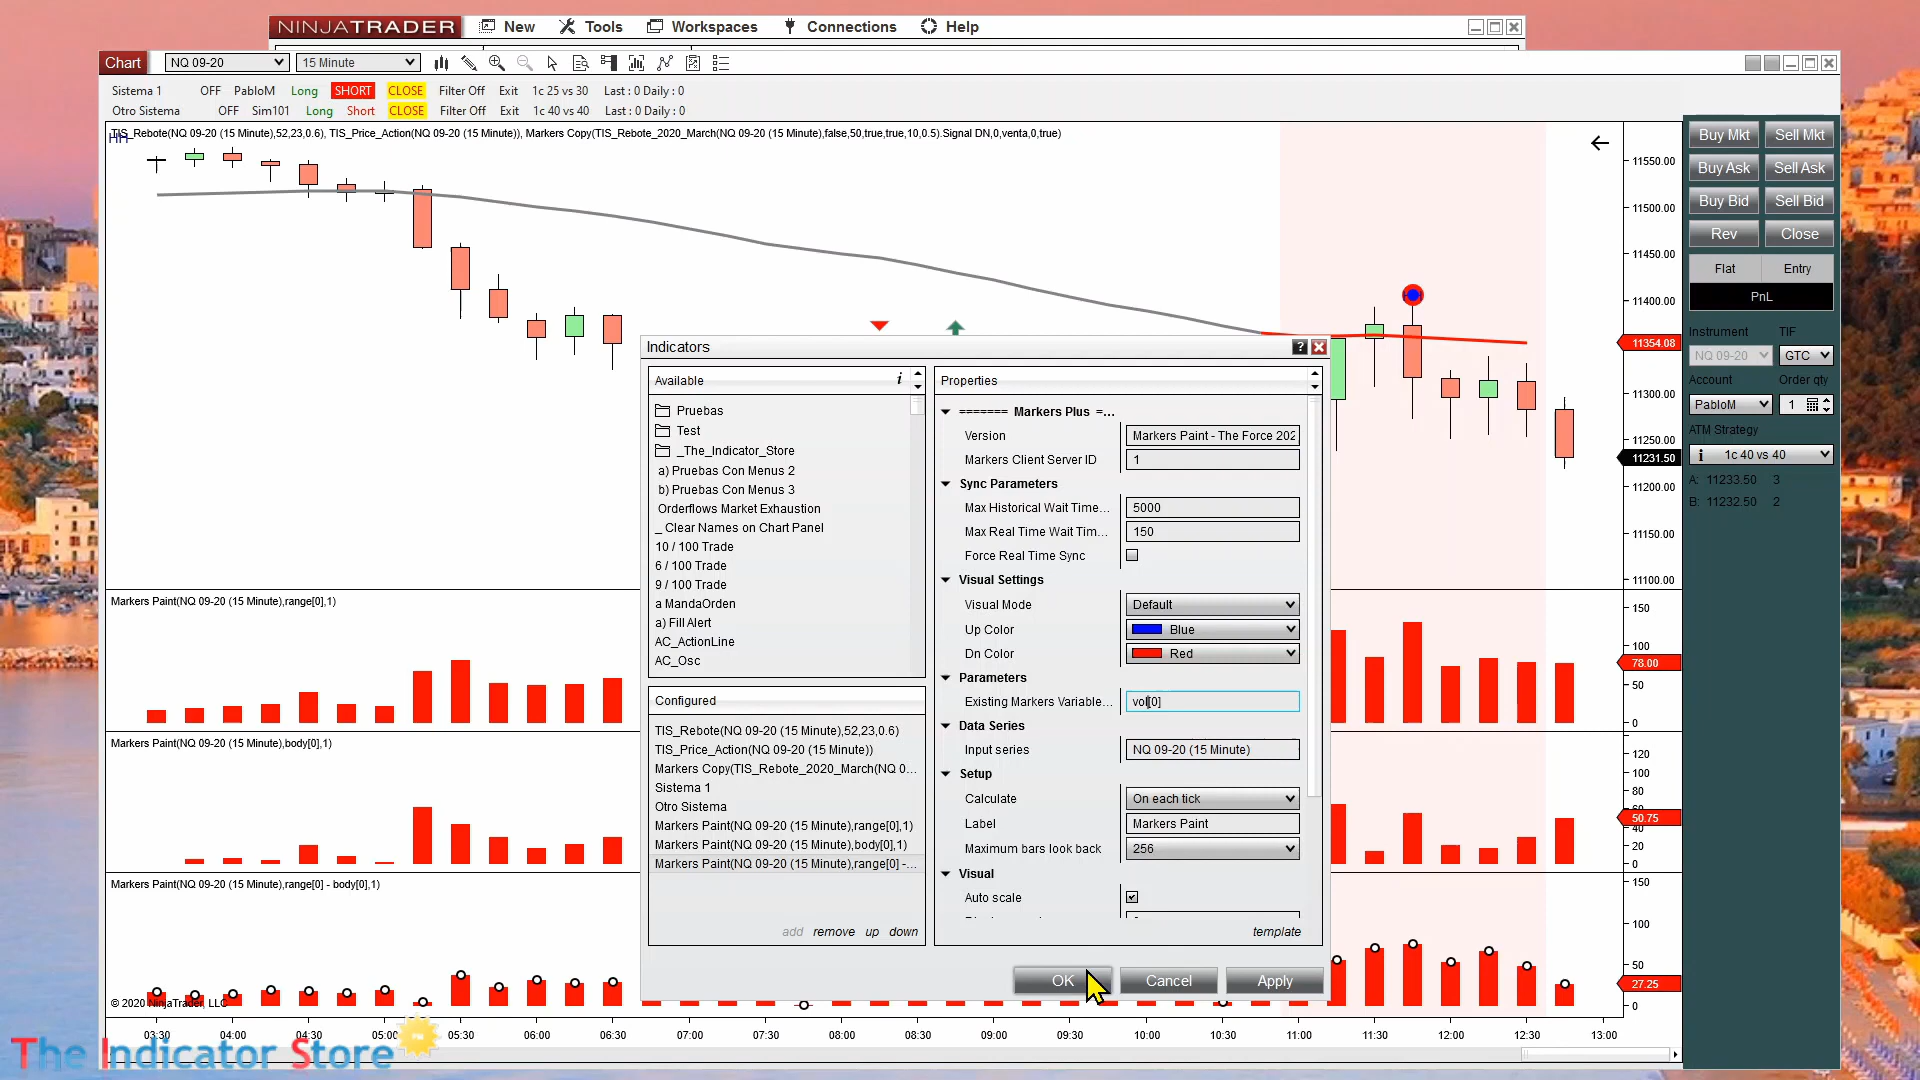 NINJATRADER New Tools Workspaces Connections Help
Chart NQ 09-20 15 Minute
Sistema 1 OFF PabloM Long SHORT CLOSE Filter Off Exit 1c 25 vs 30 Last : 0 Daily : 0
Otro Sistema OFF Sim101 Long Short CLOSE Filter Off Exit 1c 40 vs 40 Last : 0 Daily : 0
TIS_Rebote(NQ 09-20 (15 Minute),52,23,0.6), TIS_Price_Action(NQ 09-20 (15 Minute)), Markers Copy(TIS_Rebote_2020_March(NQ 09-20 (15 Minute),false,50,true,true,10,0.5).Signal DN,0,venta,0,true)
HH
11550.00
11500.00
11450.00
11400.00
11354.08
11300.00
11250.00
11231.50
11200.00
11150.00
11100.00
Buy Mkt Sell Mkt
Buy Ask Sell Ask
Buy Bid Sell Bid
Rev Close
Flat Entry
PnL
Instrument TIF
NQ 09-20 GTC
Account Order qty
PabloM 1
ATM Strategy
i 1c 40 vs 40
A: 11233.50 3
B: 11232.50 2
Indicators ?
Available i
Pruebas
Test
_The_Indicator_Store
a) Pruebas Con Menus 2
b) Pruebas Con Menus 3
Orderflows Market Exhaustion
_ Clear Names on Chart Panel
10 / 100 Trade
6 / 100 Trade
9 / 100 Trade
a MandaOrden
a) Fill Alert
AC_ActionLine
AC_Osc
Configured
TIS_Rebote(NQ 09-20 (15 Minute),52,23,0.6)
TIS_Price_Action(NQ 09-20 (15 Minute))
Markers Copy(TIS_Rebote_2020_March(NQ 0...
Sistema 1
Otro Sistema
Markers Paint(NQ 09-20 (15 Minute),range[0],1)
Markers Paint(NQ 09-20 (15 Minute),body[0],1)
Markers Paint(NQ 09-20 (15 Minute),range[0] -...
add remove up down
Properties
======= Markers Plus =...
Version Markers Paint - The Force 202
Markers Client Server ID 1
Sync Parameters
Max Historical Wait Time... 5000
Max Real Time Wait Tim... 150
Force Real Time Sync
Visual Settings
Visual Mode Default
Up Color Blue
Dn Color Red
Parameters
Existing Markers Variable... vol[0]
Data Series
Input series NQ 09-20 (15 Minute)
Setup
Calculate On each tick
Label Markers Paint
Maximum bars look back 256
Visual
Auto scale
template
OK Cancel Apply
Markers Paint(NQ 09-20 (15 Minute),range[0],1)
150
100
78.00
50
0
Markers Paint(NQ 09-20 (15 Minute),body[0],1)
120
100
80
50.75
40
20
0
Markers Paint(NQ 09-20 (15 Minute),range[0] - body[0],1)
150
100
50
27.25
0
© 2020 NinjaTrader, LLC
03:30 04:00 04:30 05:00 05:30 06:00 06:30 07:00 07:30 08:00 08:30 09:00 09:30 10:00 10:30 11:00 11:30 12:00 12:30 13:00
The Indicator Store